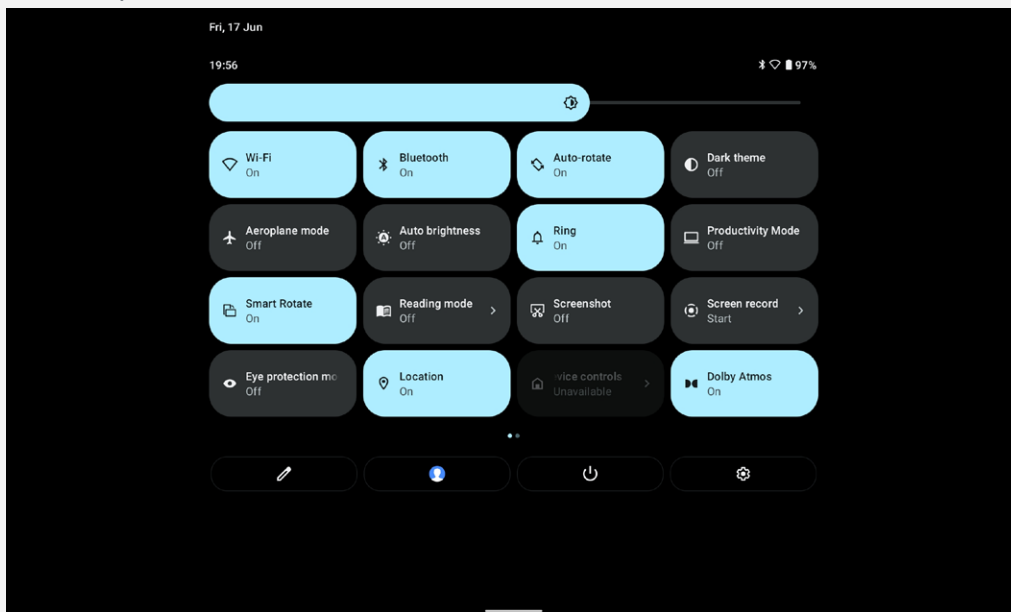 Fri, 17 Jun
19:56
97%
Wi-Fi
On
Bluetooth
On
Auto-rotate
On
Dark theme
Off
Aeroplane mode
Off
Auto brightness
Off
Ring
On
Productivity Mode
Off
Smart Rotate
On
Reading mode
Off
Screenshot
Off
Screen record
Start
Eye protection mo
Off
Location
On
vice controls
Unavailable
Dolby Atmos
On